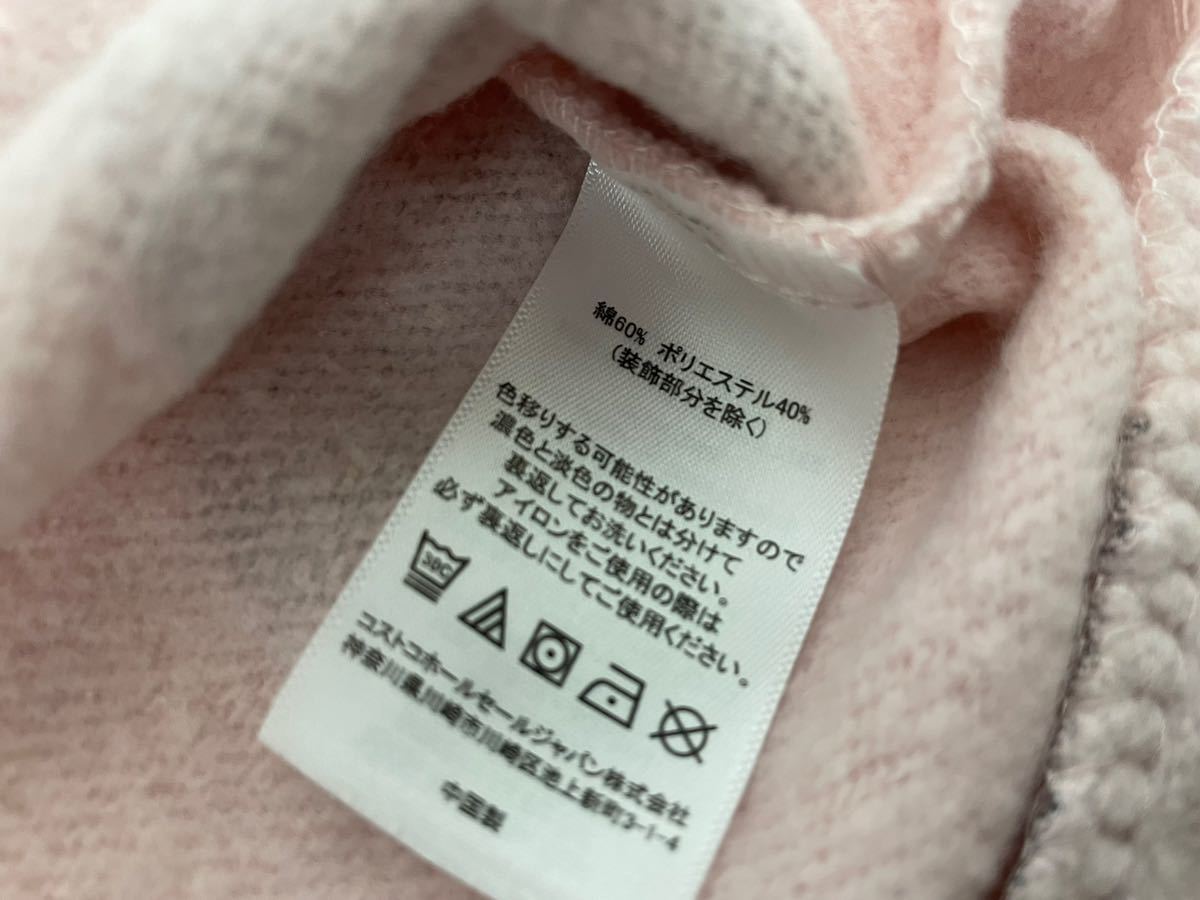 綿60% ポリエステル40%
(装飾部分を除く)
色移りする可能性がありますので
濃色と淡色の物とは分けて
裏返してお洗いください。
アイロンをご使用の際は
必ず裏返しにしてご使用ください。
30C
コストコホールセールジャパン株式会社
神奈川県川崎市川崎区池上新町3-1-4
中国製